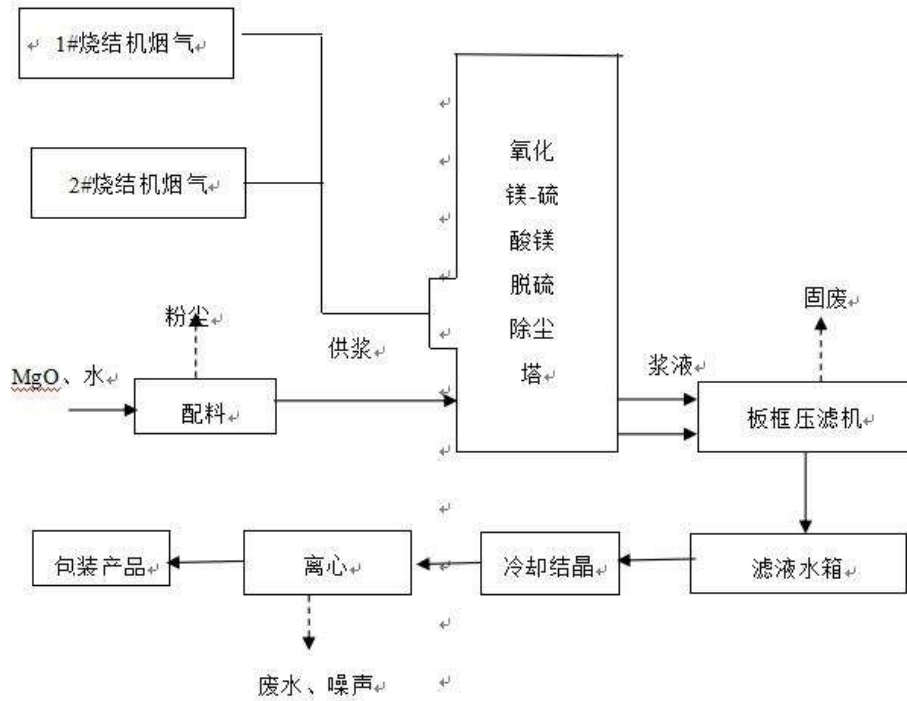 1#烧结机烟气
2#烧结机烟气
氧化
镁-硫
酸镁
脱硫
除尘
塔
粉尘
供浆
固废
MgO、水
配料
浆液
板框压滤机
包装产品
离心
冷却结晶
滤液水箱
废水、噪声